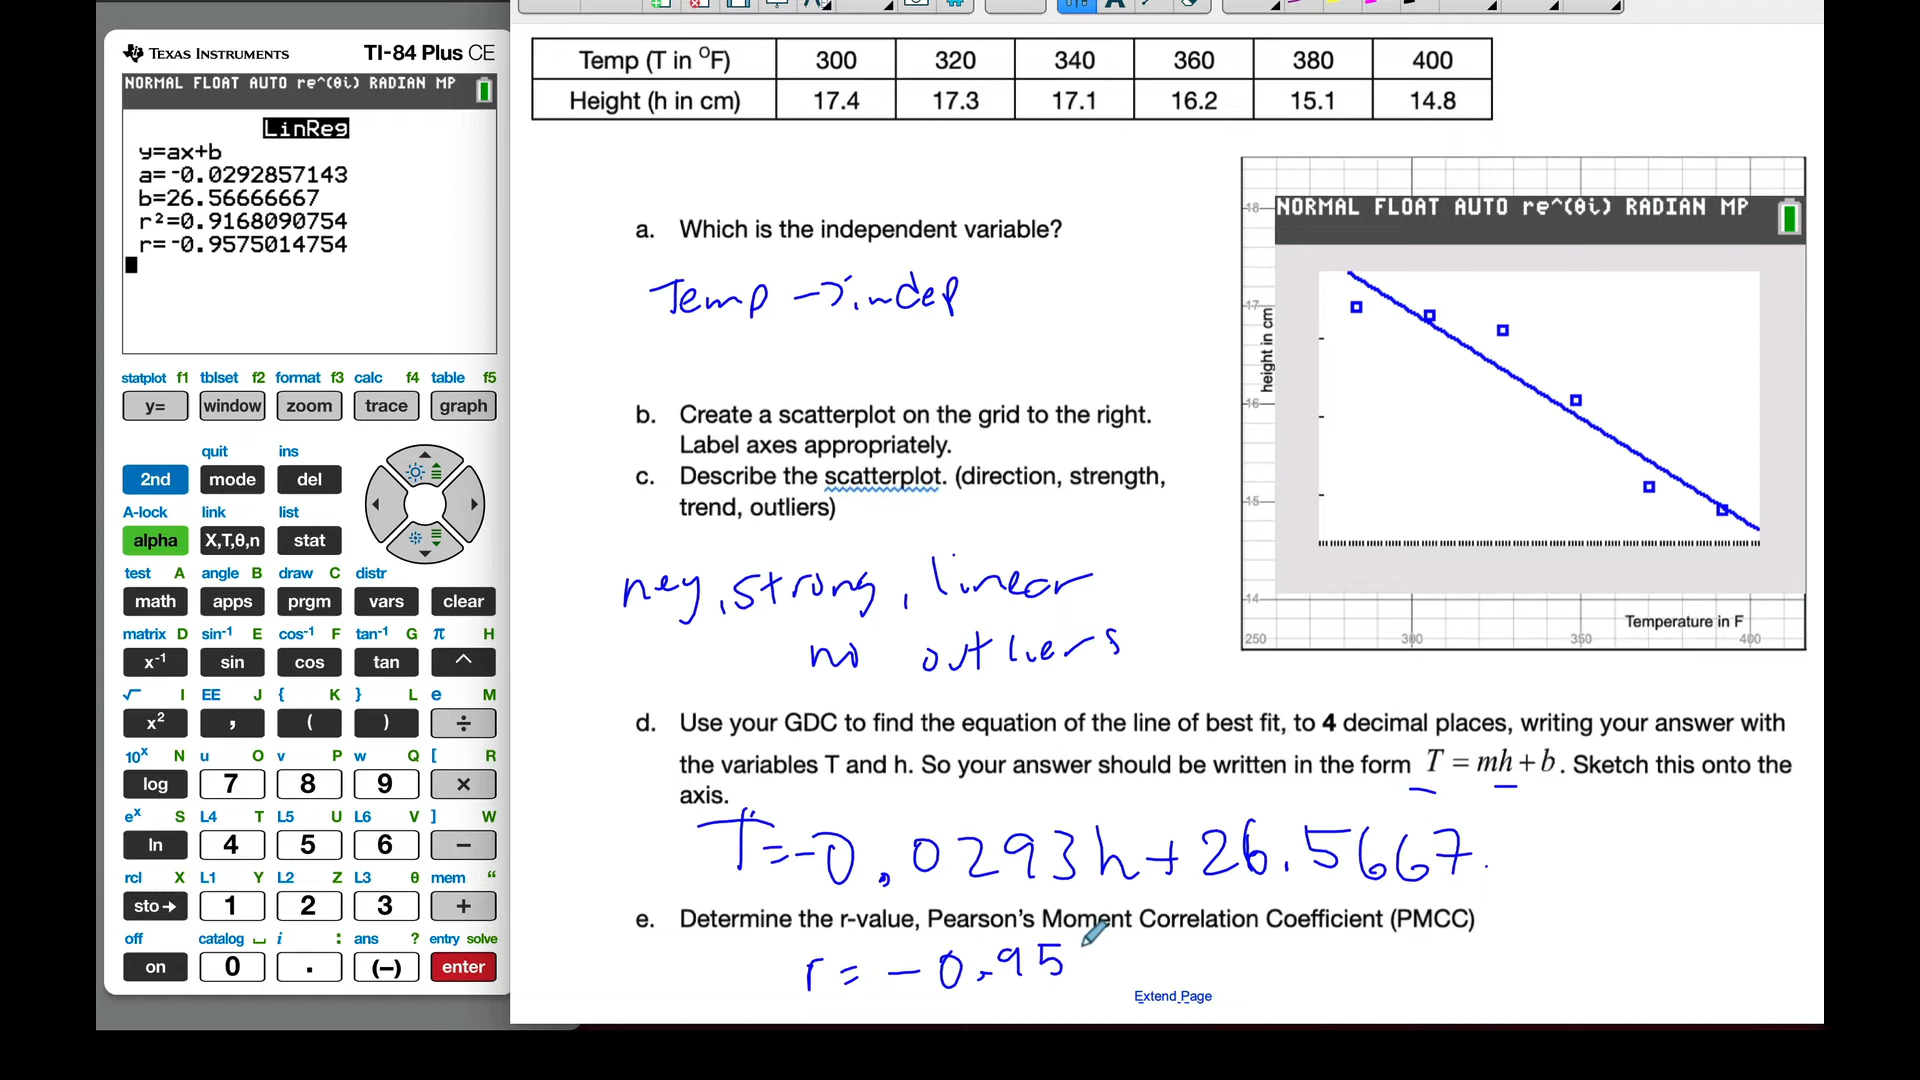 TEXAS INSTRUMENTS TI-84 Plus CE
NORMAL FLOAT AUTO re^(θi) RADIAN MP
LinReg
y=ax+b
a=-0.0292857143
b=26.56666667
r²=0.9168090754
r=-0.9575014754
statplot f1 tblset f2 format f3 calc f4 table f5
y= window zoom trace graph
quit ins
2nd mode del
A-lock link list
alpha X,T,θ,n stat
test A angle B draw C distr
math apps prgm vars clear
matrix D sin⁻¹ E cos⁻¹ F tan⁻¹ G π H
x⁻¹ sin cos tan ^
√ I EE J { K } L e M
x² , ( ) ÷
10ˣ N u O v P w Q [ R
log 7 8 9 ×
eˣ S L4 T L5 U L6 V ] W
ln 4 5 6 −
rcl X L1 Y L2 Z L3 θ mem “
sto→ 1 2 3 +
off catalog ⎵ i : ans ? entry solve
on 0 . (−) enter
Temp (T in °F) 300 320 340 360 380 400
Height (h in cm) 17.4 17.3 17.1 16.2 15.1 14.8
a. Which is the independent variable?
Temp → indep
b. Create a scatterplot on the grid to the right.
Label axes appropriately.
c. Describe the scatterplot. (direction, strength,
trend, outliers)
neg, strong, linear
no outliers
NORMAL FLOAT AUTO re^(θi) RADIAN MP
18
17
16
15
14
height in cm
Temperature in F
250 300 350 400
d. Use your GDC to find the equation of the line of best fit, to 4 decimal places, writing your answer with
the variables T and h. So your answer should be written in the form T = mh + b. Sketch this onto the
axis.
T=-0.0293h+26.5667.
e. Determine the r-value, Pearson's Moment Correlation Coefficient (PMCC)
r = -0.95
Extend Page